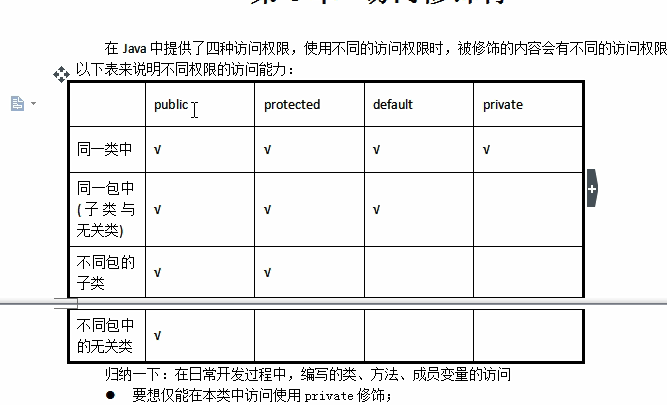 在 Java 中提供了四种访问权限，使用不同的访问权限时，被修饰的内容会有不同的访问权限
以下表来说明不同权限的访问能力：
public protected default private
同一类中 √ √ √ √
同一包中
(子类与
无关类) √ √ √
不同包的
子类 √ √
不同包中
的无关类 √
归纳一下：在日常开发过程中，编写的类、方法、成员变量的访问
● 要想仅能在本类中访问使用 private 修饰；